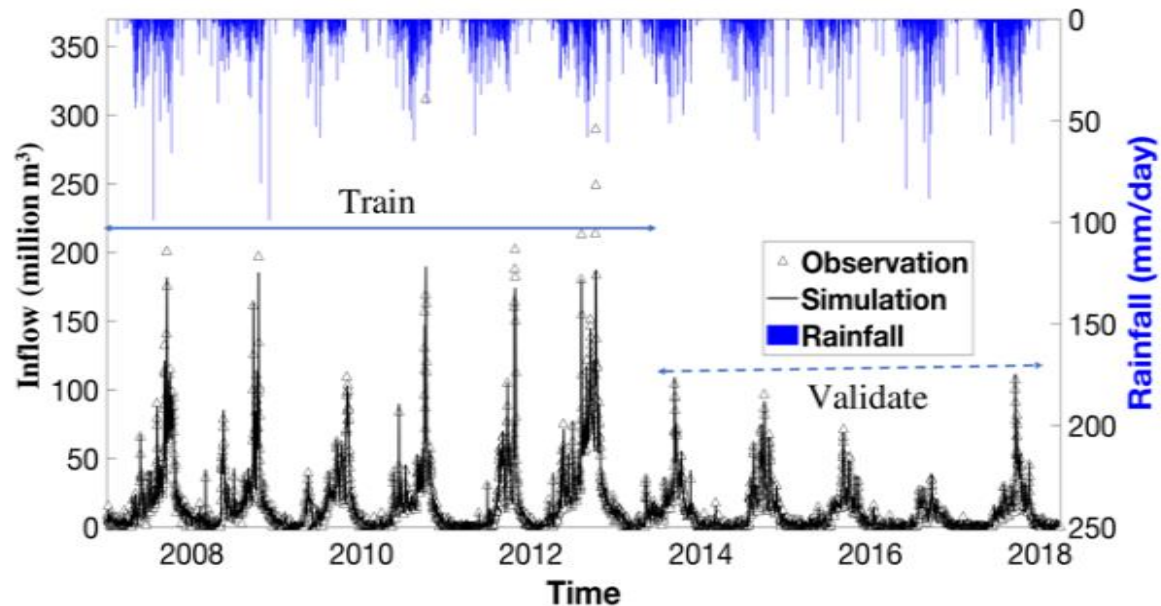 350
300
250
200
150
100
50
0
Inflow (million m³)
0
50
100
150
200
250
Rainfall (mm/day)
Train
Observation
Simulation
Rainfall
Validate
2008
2010
2012
2014
2016
2018
Time